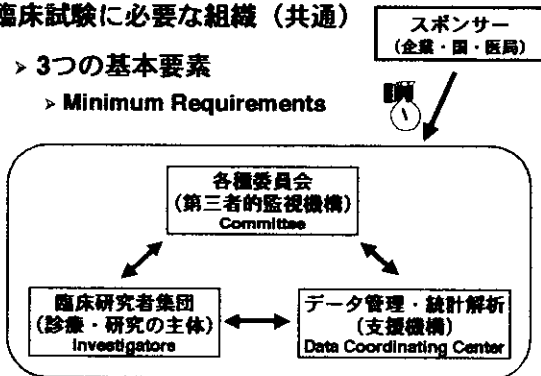 臨床試験に必要な組織（共通）
スポンサー
（企業・国・医局）
> 3つの基本要素
> Minimum Requirements
各種委員会
（第三者的監視機構）
Committee
臨床研究者集団
（診療・研究の主体）
Investigators
データ管理・統計解析
（支援機構）
Data Coordinating Center